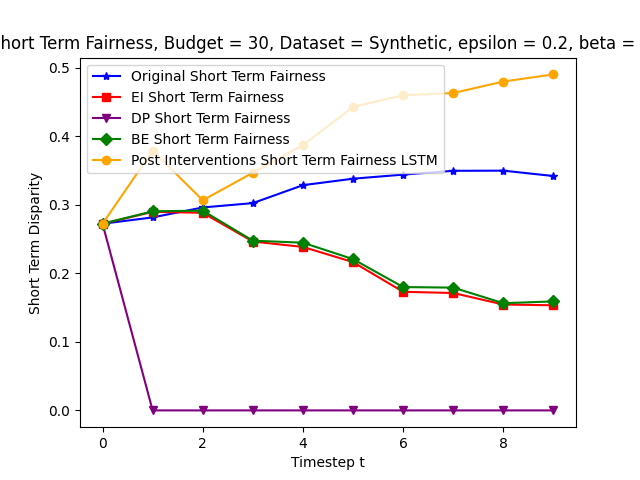 hort Term Fairness, Budget = 30, Dataset = Synthetic, epsilon = 0.2, beta =
Original Short Term Fairness
EI Short Term Fairness
DP Short Term Fairness
BE Short Term Fairness
Post Interventions Short Term Fairness LSTM
Short Term Disparity
0.5
0.4
0.3
0.2
0.1
0.0
0 2 4 6 8
Timestep t